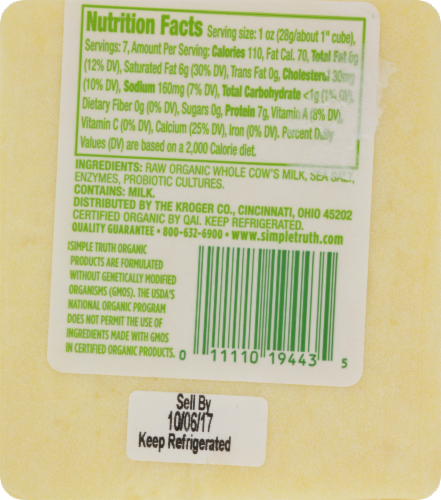 Nutrition Facts Serving size: 1 oz (28g/about 1" cube),
Servings: 7, Amount Per Serving: Calories 110, Fat Cal. 70, Total Fat 8g
(12% DV), Saturated Fat 6g (30% DV), Trans Fat 0g, Cholesterol 30mg
(10% DV), Sodium 160mg (7% DV), Total Carbohydrate <1g (1% DV),
Dietary Fiber 0g (0% DV), Sugars 0g, Protein 7g, Vitamin A (8% DV),
Vitamin C (0% DV), Calcium (25% DV), Iron (0% DV). Percent Daily
Values (DV) are based on a 2,000 Calorie diet.
INGREDIENTS: RAW ORGANIC WHOLE COW'S MILK, SEA SALT,
ENZYMES, PROBIOTIC CULTURES.
CONTAINS: MILK.
DISTRIBUTED BY THE KROGER CO., CINCINNATI, OHIO 45202
CERTIFIED ORGANIC BY QAI. KEEP REFRIGERATED.
QUALITY GUARANTEE • 800-632-6900 • www.simpletruth.com
SIMPLE TRUTH ORGANIC
PRODUCTS ARE FORMULATED
WITHOUT GENETICALLY MODIFIED
ORGANISMS (GMOS). THE USDA'S
NATIONAL ORGANIC PROGRAM
DOES NOT PERMIT THE USE OF
INGREDIENTS MADE WITH GMOS
IN CERTIFIED ORGANIC PRODUCTS.
0 11110 19443 5
Sell By
10/06/17
Keep Refrigerated